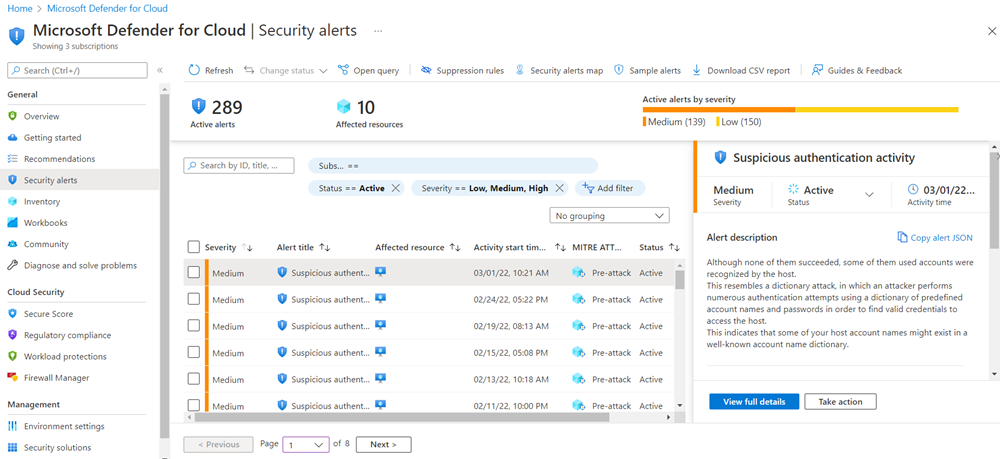 Home > Microsoft Defender for Cloud
Microsoft Defender for Cloud | Security alerts ...
Showing 3 subscriptions
Search (Ctrl+/)
General
Overview
Getting started
Recommendations
Security alerts
Inventory
Workbooks
Community
Diagnose and solve problems
Cloud Security
Secure Score
Regulatory compliance
Workload protections
Firewall Manager
Management
Environment settings
Security solutions
Refresh Change status Open query Suppression rules Security alerts map Sample alerts Download CSV report Guides & Feedback
289
Active alerts
10
Affected resources
Active alerts by severity
Medium (139) Low (150)
Search by ID, title, ...
Subs... ==
Status == Active
Severity == Low, Medium, High
Add filter
No grouping
Severity Alert title Affected resource Activity start tim... MITRE ATT... Status
Medium Suspicious authent... 03/01/22, 10:21 AM Pre-attack Active
Medium Suspicious authent... 02/24/22, 05:22 PM Pre-attack Active
Medium Suspicious authent... 02/19/22, 08:13 AM Pre-attack Active
Medium Suspicious authent... 02/15/22, 05:08 PM Pre-attack Active
Medium Suspicious authent... 02/13/22, 10:18 AM Pre-attack Active
Medium Suspicious authent... 02/11/22, 10:00 PM Pre-attack Active
< Previous Page 1 of 8 Next >
Suspicious authentication activity
Medium
Severity
Active
Status
03/01/22...
Activity time
Alert description
Copy alert JSON
Although none of them succeeded, some of them used accounts were
recognized by the host.
This resembles a dictionary attack, in which an attacker performs
numerous authentication attempts using a dictionary of predefined
account names and passwords in order to find valid credentials to
access the host.
This indicates that some of your host account names might exist in a
well-known account name dictionary.
View full details
Take action